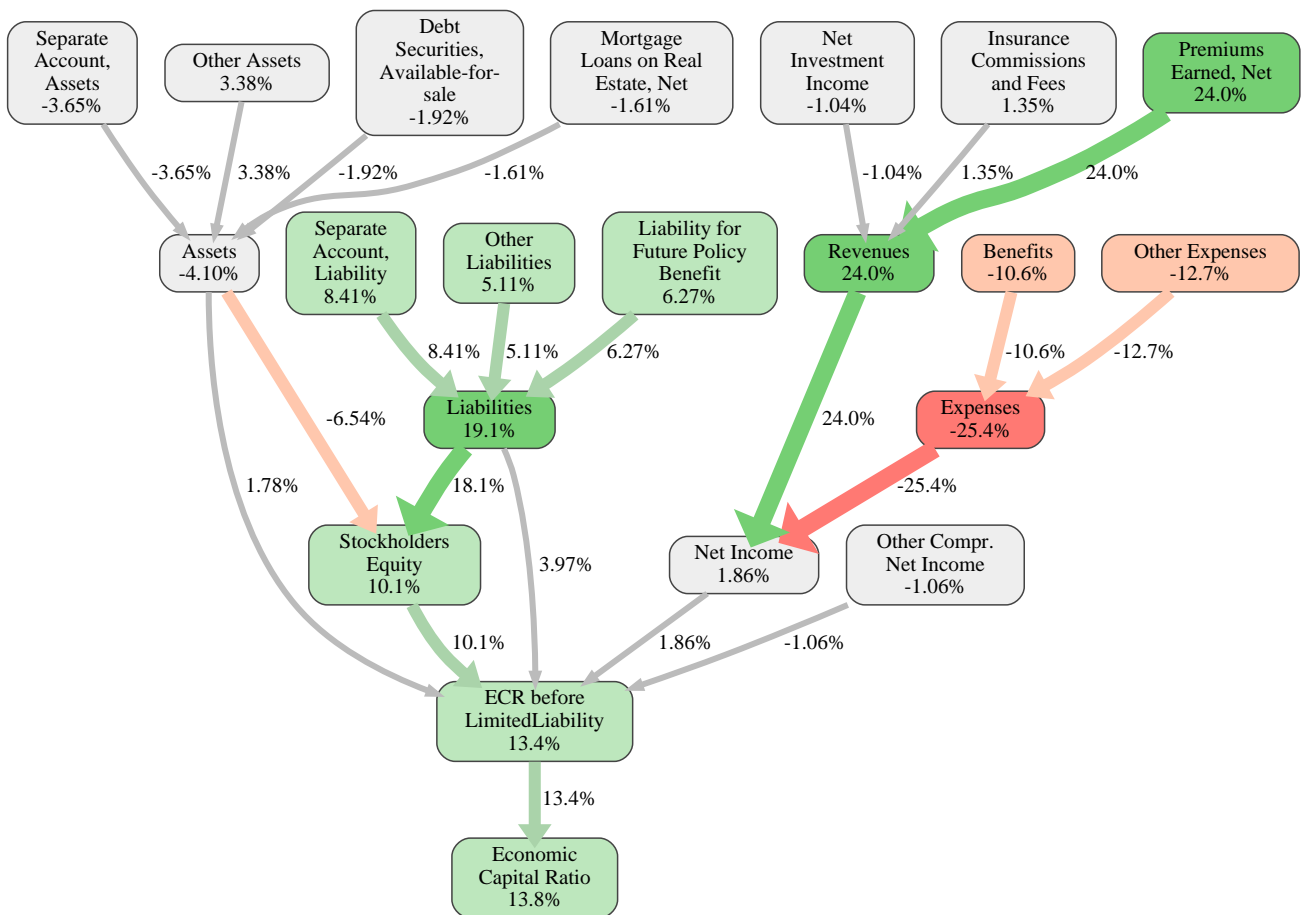 Separate
Account,
Assets
-3.65%
Other Assets
3.38%
Debt
Securities,
Available-for-
sale
-1.92%
Mortgage
Loans on Real
Estate, Net
-1.61%
Net
Investment
Income
-1.04%
Insurance
Commissions
and Fees
1.35%
Premiums
Earned, Net
24.0%
-3.65%
3.38%
-1.92%
-1.61%
-1.04%
1.35%
24.0%
Assets
-4.10%
Separate
Account,
Liability
8.41%
Other
Liabilities
5.11%
Liability for
Future Policy
Benefit
6.27%
Revenues
24.0%
Benefits
-10.6%
Other Expenses
-12.7%
8.41%
5.11%
6.27%
-10.6%
-12.7%
-6.54%
Liabilities
19.1%
24.0%
Expenses
-25.4%
1.78%
18.1%
-25.4%
Stockholders
Equity
10.1%
3.97%
Net Income
1.86%
Other Compr.
Net Income
-1.06%
10.1%
1.86%
-1.06%
ECR before
LimitedLiability
13.4%
13.4%
Economic
Capital Ratio
13.8%